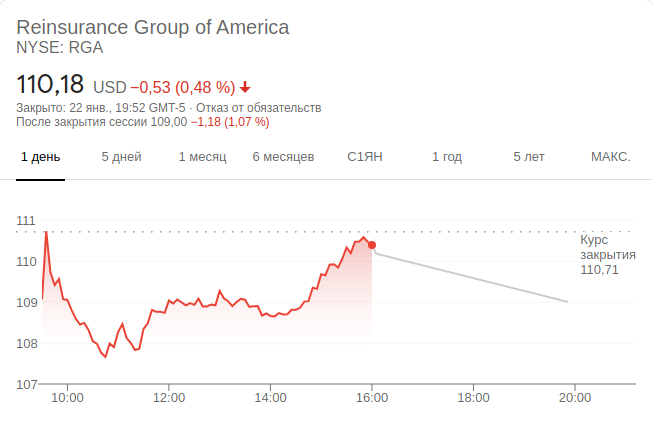 Reinsurance Group of America
NYSE: RGA
110,18 USD −0,53 (0,48 %)
Закрыто: 22 янв., 19:52 GMT-5 · Отказ от обязательств
После закрытия сессии 109,00 −1,18 (1,07 %)
1 день 5 дней 1 месяц 6 месяцев С1ЯН 1 год 5 лет МАКС.
111
Курс
закрытия
110,71
110
109
108
107
10:00 12:00 14:00 16:00 18:00 20:00